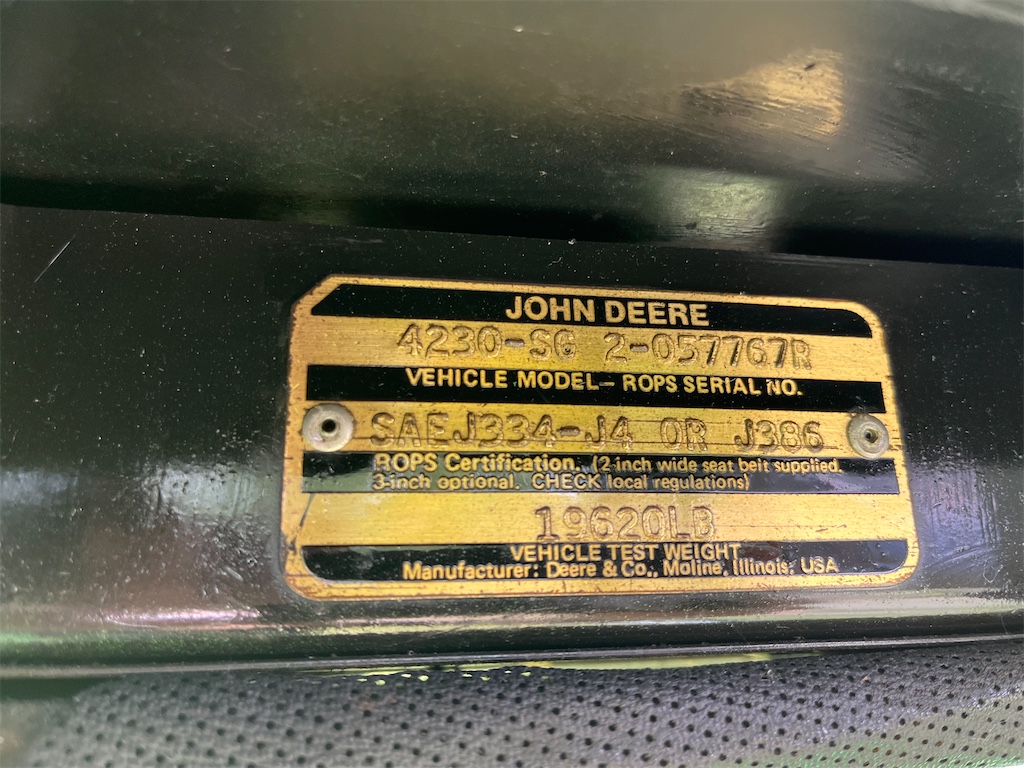 JOHN DEERE
4230-SG 2-057767R
VEHICLE MODEL - ROPS SERIAL NO.
SAEJ334-J4 OR J386
ROPS Certification. (2-inch wide seat belt supplied.
3-inch optional. CHECK local regulations)
19620LB
VEHICLE TEST WEIGHT
Manufacturer: Deere & Co., Moline, Illinois, USA